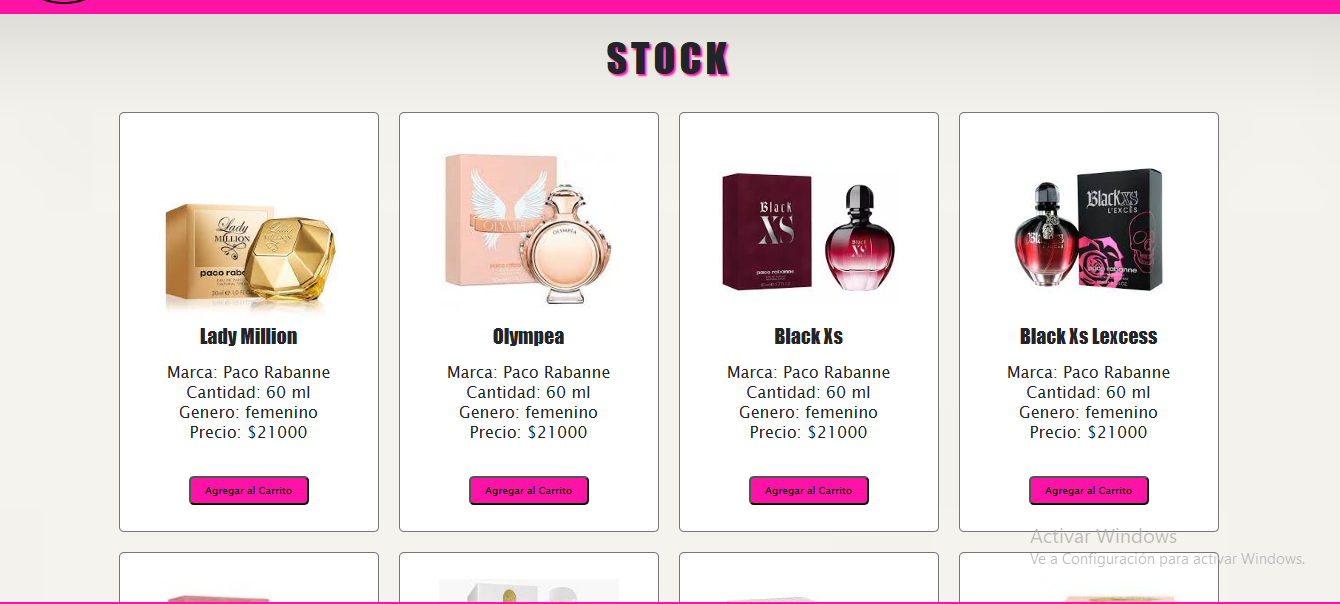 STOCK
Lady
MILLION
paco rabo
OLYMPEA
Black
XS
paco rabanne
Black
XS
BlackXS
L'EXCÈS
paco rabanne
Lady Million
Olympea
Black Xs
Black Xs Lexcess
Marca: Paco Rabanne
Cantidad: 60 ml
Genero: femenino
Precio: $21000
Marca: Paco Rabanne
Cantidad: 60 ml
Genero: femenino
Precio: $21000
Marca: Paco Rabanne
Cantidad: 60 ml
Genero: femenino
Precio: $21000
Marca: Paco Rabanne
Cantidad: 60 ml
Genero: femenino
Precio: $21000
Agregar al Carrito
Agregar al Carrito
Agregar al Carrito
Agregar al Carrito
Activar Windows
Ve a Configuración para activar Windows.